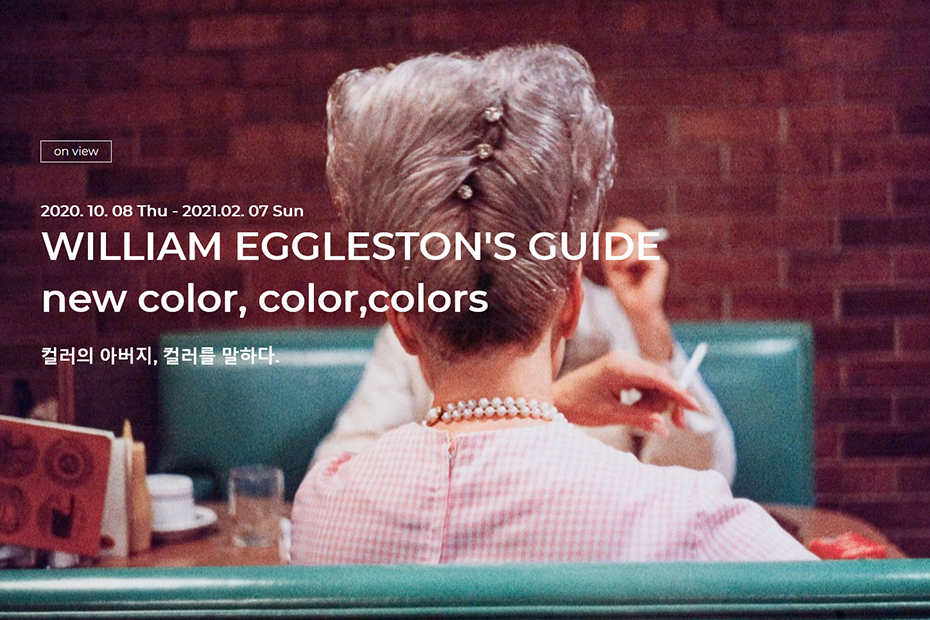 on view
2020. 10. 08 Thu - 2021.02. 07 Sun
WILLIAM EGGLESTON'S GUIDE
new color, color,colors
컬러의 아버지, 컬러를 말하다.